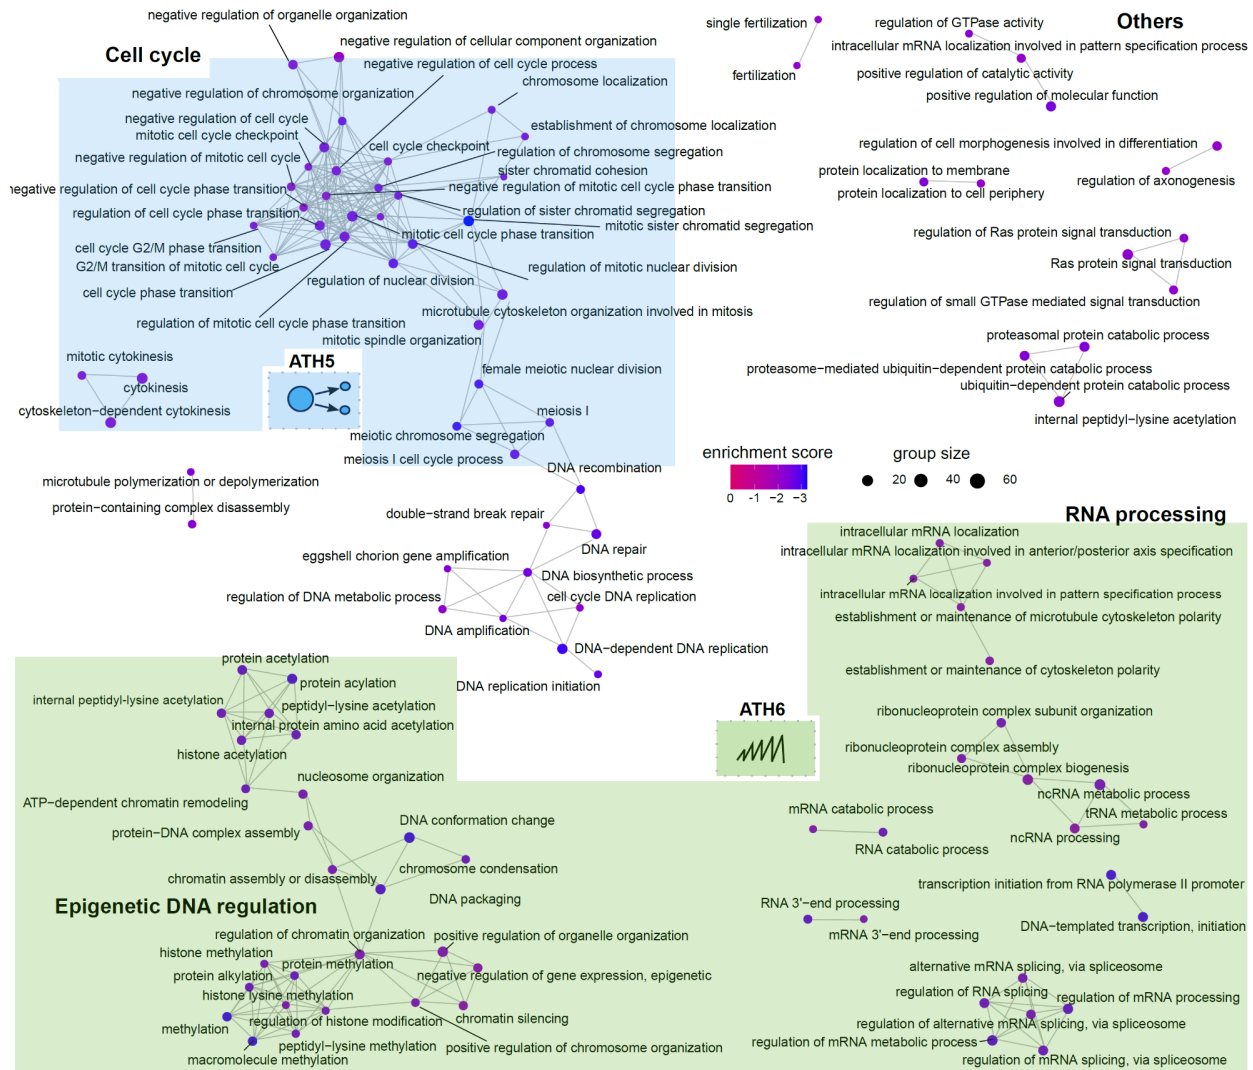 negative regulation of organelle organization
single fertilization
regulation of GTPase activity
Others
Cell cycle
negative regulation of cellular component organization
intracellular mRNA localization involved in pattern specification process
negative regulation of cell cycle process
fertilization
positive regulation of catalytic activity
chromosome localization
negative regulation of chromosome organization
positive regulation of molecular function
negative regulation of cell cycle
establishment of chromosome localization
mitotic cell cycle checkpoint
cell cycle checkpoint
regulation of chromosome segregation
regulation of cell morphogenesis involved in differentiation
negative regulation of mitotic cell cycle
sister chromatid cohesion
protein localization to membrane
regulation of axonogenesis
negative regulation of cell cycle phase transition
negative regulation of mitotic cell cycle phase transition
protein localization to cell periphery
regulation of cell cycle phase transition
regulation of sister chromatid segregation
mitotic sister chromatid segregation
mitotic cell cycle phase transition
regulation of Ras protein signal transduction
cell cycle G2/M phase transition
G2/M transition of mitotic cell cycle
regulation of mitotic nuclear division
Ras protein signal transduction
regulation of nuclear division
cell cycle phase transition
regulation of small GTPase mediated signal transduction
microtubule cytoskeleton organization involved in mitosis
regulation of mitotic cell cycle phase transition
mitotic spindle organization
proteasomal protein catabolic process
mitotic cytokinesis
ATH5
female meiotic nuclear division
proteasome−mediated ubiquitin−dependent protein catabolic process
cytokinesis
ubiquitin−dependent protein catabolic process
cytoskeleton−dependent cytokinesis
meiosis I
internal peptidyl−lysine acetylation
meiotic chromosome segregation
meiosis I cell cycle process
enrichment score
group size
DNA recombination
microtubule polymerization or depolymerization
20 40 60
0 -1 −2 −3
protein−containing complex disassembly
double−strand break repair
RNA processing
intracellular mRNA localization
DNA repair
intracellular mRNA localization involved in anterior/posterior axis specification
eggshell chorion gene amplification
DNA biosynthetic process
regulation of DNA metabolic process
cell cycle DNA replication
intracellular mRNA localization involved in pattern specification process
DNA amplification
establishment or maintenance of microtubule cytoskeleton polarity
DNA−dependent DNA replication
protein acetylation
establishment or maintenance of cytoskeleton polarity
protein acylation
DNA replication initiation
internal peptidyl-lysine acetylation
peptidyl−lysine acetylation
ATH6
ribonucleoprotein complex subunit organization
internal protein amino acid acetylation
histone acetylation
ribonucleoprotein complex assembly
ribonucleoprotein complex biogenesis
nucleosome organization
ncRNA metabolic process
ATP−dependent chromatin remodeling
mRNA catabolic process
tRNA metabolic process
DNA conformation change
protein−DNA complex assembly
ncRNA processing
RNA catabolic process
chromosome condensation
chromatin assembly or disassembly
transcription initiation from RNA polymerase II promoter
DNA packaging
Epigenetic DNA regulation
RNA 3'−end processing
DNA−templated transcription, initiation
regulation of chromatin organization
positive regulation of organelle organization
mRNA 3'−end processing
histone methylation
protein methylation
alternative mRNA splicing, via spliceosome
protein alkylation
negative regulation of gene expression, epigenetic
histone lysine methylation
regulation of RNA splicing
regulation of mRNA processing
methylation
regulation of histone modification
chromatin silencing
regulation of alternative mRNA splicing, via spliceosome
peptidyl−lysine methylation
positive regulation of chromosome organization
regulation of mRNA metabolic process
macromolecule methylation
regulation of mRNA splicing, via spliceosome